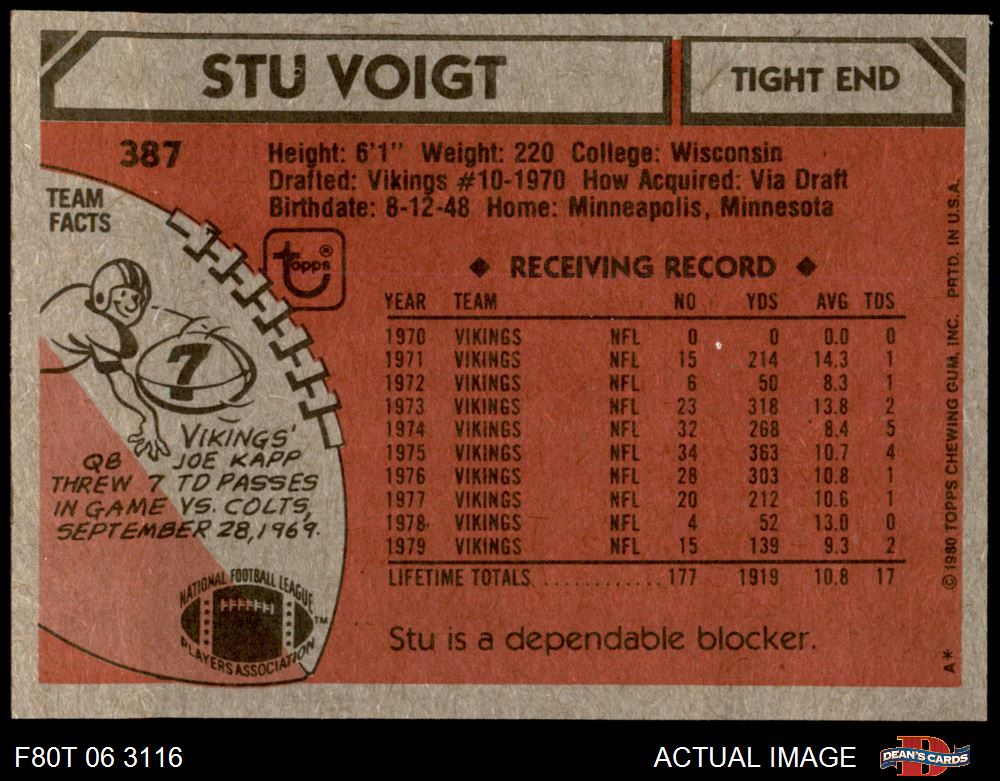 STU VOIGT
TIGHT END
387
Height: 6'1" Weight: 220 College: Wisconsin
Drafted: Vikings #10-1970 How Acquired: Via Draft
Birthdate: 8-12-48 Home: Minneapolis, Minnesota
TEAM
FACTS
topps®
7
VIKINGS'
QB JOE KAPP
THREW 7 TD PASSES
IN GAME VS. COLTS,
SEPTEMBER 28, 1969.
NATIONAL FOOTBALL LEAGUE
PLAYERS ASSOCIATION
TM
◆ RECEIVING RECORD ◆
YEAR TEAM NO YDS AVG TDS
1970 VIKINGS NFL 0 0 0.0 0
1971 VIKINGS NFL 15 214 14.3 1
1972 VIKINGS NFL 6 50 8.3 1
1973 VIKINGS NFL 23 318 13.8 2
1974 VIKINGS NFL 32 268 8.4 5
1975 VIKINGS NFL 34 363 10.7 4
1976 VIKINGS NFL 28 303 10.8 1
1977 VIKINGS NFL 20 212 10.6 1
1978 VIKINGS NFL 4 52 13.0 0
1979 VIKINGS NFL 15 139 9.3 2
LIFETIME TOTALS ............ 177 1919 10.8 17
Stu is a dependable blocker.
A* © 1980 TOPPS CHEWING GUM, INC. PRTD. IN U.S.A.
F80T 06 3116
ACTUAL IMAGE
D
DEAN'S CARDS